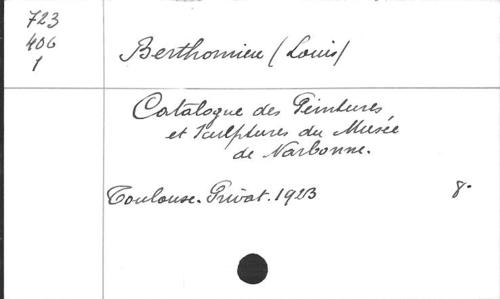 723
406
1
Berthomieu (Louis)
Catalogue des Peintures
et Sculptures du Musée
de Narbonne.
Toulouse. Privat. 1923 8°